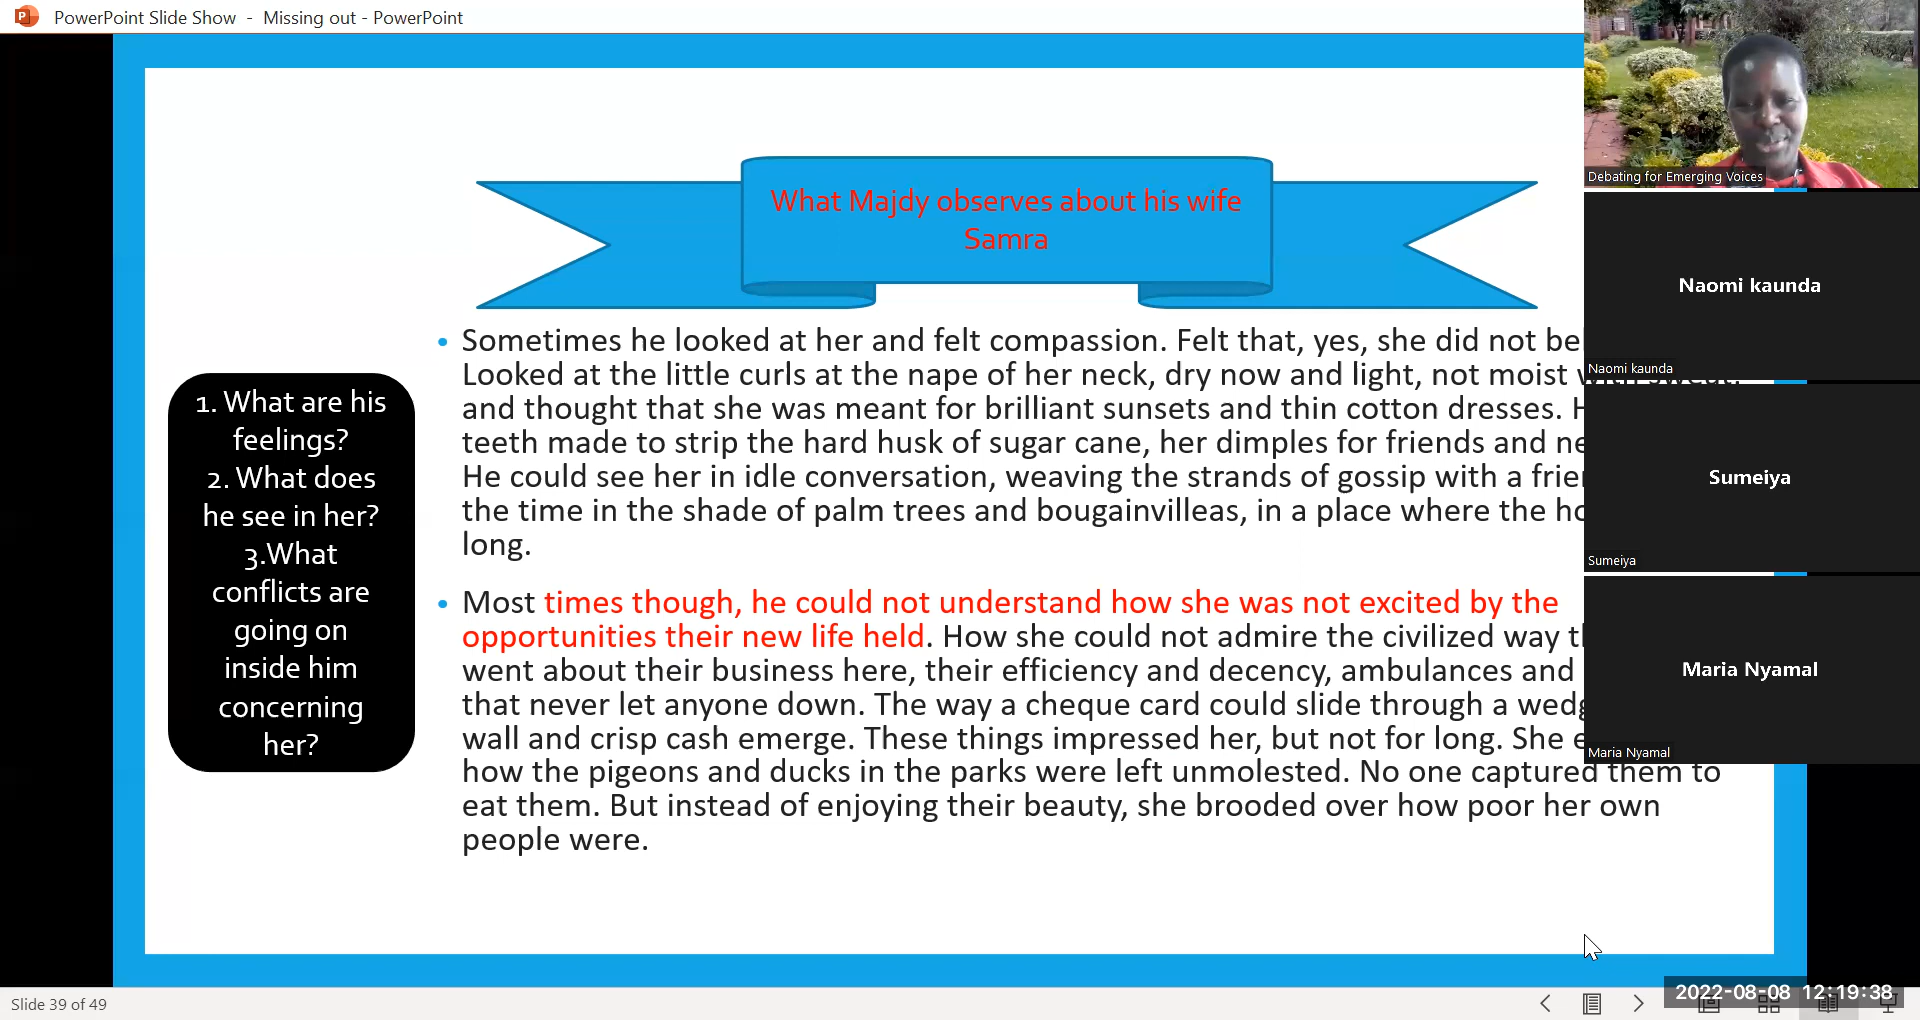 PowerPoint Slide Show - Missing out - PowerPoint
What Majdy observes about his wife
Samra
1. What are his
feelings?
2. What does
he see in her?
3.What
conflicts are
going on
inside him
concerning
her?
Sometimes he looked at her and felt compassion. Felt that, yes, she did not
Looked at the little curls at the nape of her neck, dry now and light, not moist
and thought that she was meant for brilliant sunsets and thin cotton dresses.
teeth made to strip the hard husk of sugar cane, her dimples for friends and
He could see her in idle conversation, weaving the strands of gossip with a
the time in the shade of palm trees and bougainvilleas, in a place where the
long.
Most times though, he could not understand how she was not excited by the
opportunities their new life held. How she could not admire the civilized way
went about their business here, their efficiency and decency, ambulances and
that never let anyone down. The way a cheque card could slide through a
wall and crisp cash emerge. These things impressed her, but not for long. She
how the pigeons and ducks in the parks were left unmolested. No one captured them to
eat them. But instead of enjoying their beauty, she brooded over how poor her own
people were.
Debating for Emerging Voices
Naomi kaunda
Naomi kaunda
Sumeiya
Sumeiya
Maria Nyamal
Maria Nyamal
Slide 39 of 49
2022-08-08 12:19:38